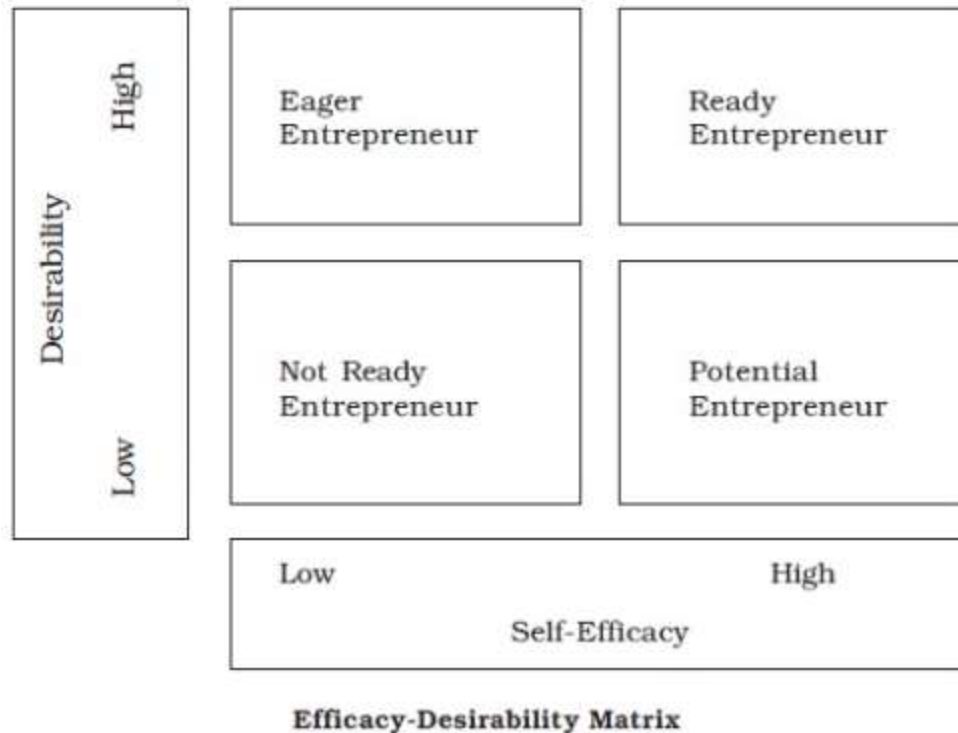 High
Desirability
Low
Eager
Entrepreneur
Ready
Entrepreneur
Not Ready
Entrepreneur
Potential
Entrepreneur
Low
High
Self-Efficacy
Efficacy-Desirability Matrix